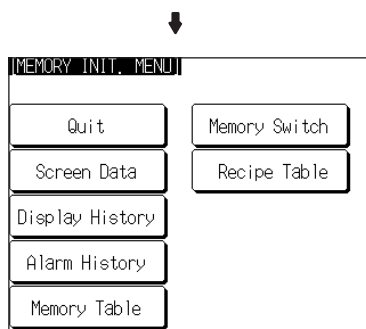 MEMORY INIT. MENU
Quit
Memory Switch
Screen Data
Recipe Table
Display History
Alarm History
Memory Table